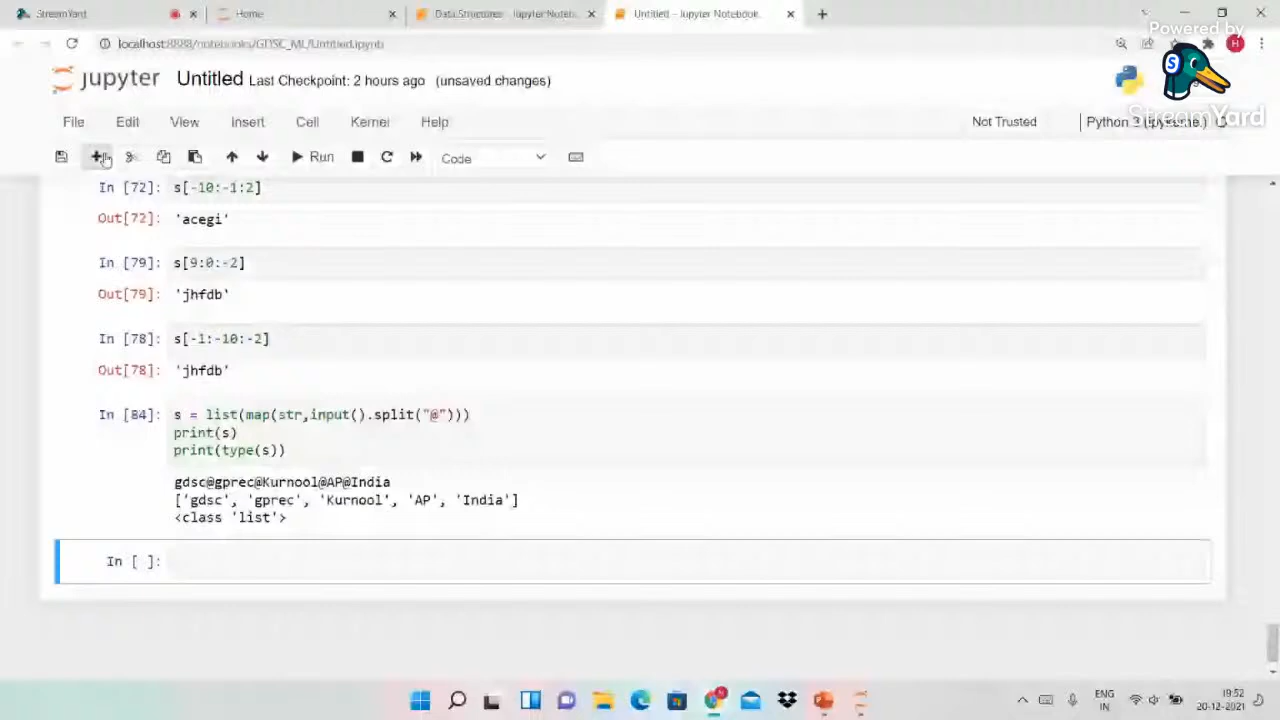 StreamYard
Home
Data Structures - Jupyter Notebo
Untitled - Jupyter Notebook
localhost:8888/notebooks/GDSC_ML/Untitled.ipynb
H
Powered by
StreamYard
jupyter Untitled Last Checkpoint: 2 hours ago (unsaved changes)
File Edit View Insert Cell Kernel Help
Not Trusted
Python 3 (ipykernel)
Run
Code
In [72]: s[-10:-1:2]
Out[72]: 'acegi'
In [79]: s[9:0:-2]
Out[79]: 'jhfdb'
In [78]: s[-1:-10:-2]
Out[78]: 'jhfdb'
In [84]: s = list(map(str,input().split("@")))
print(s)
print(type(s))
gdsc@gprec@Kurnool@AP@India
['gdsc', 'gprec', 'Kurnool', 'AP', 'India']
<class 'list'>
In [ ]:
ENG
IN
19:52
20-12-2021